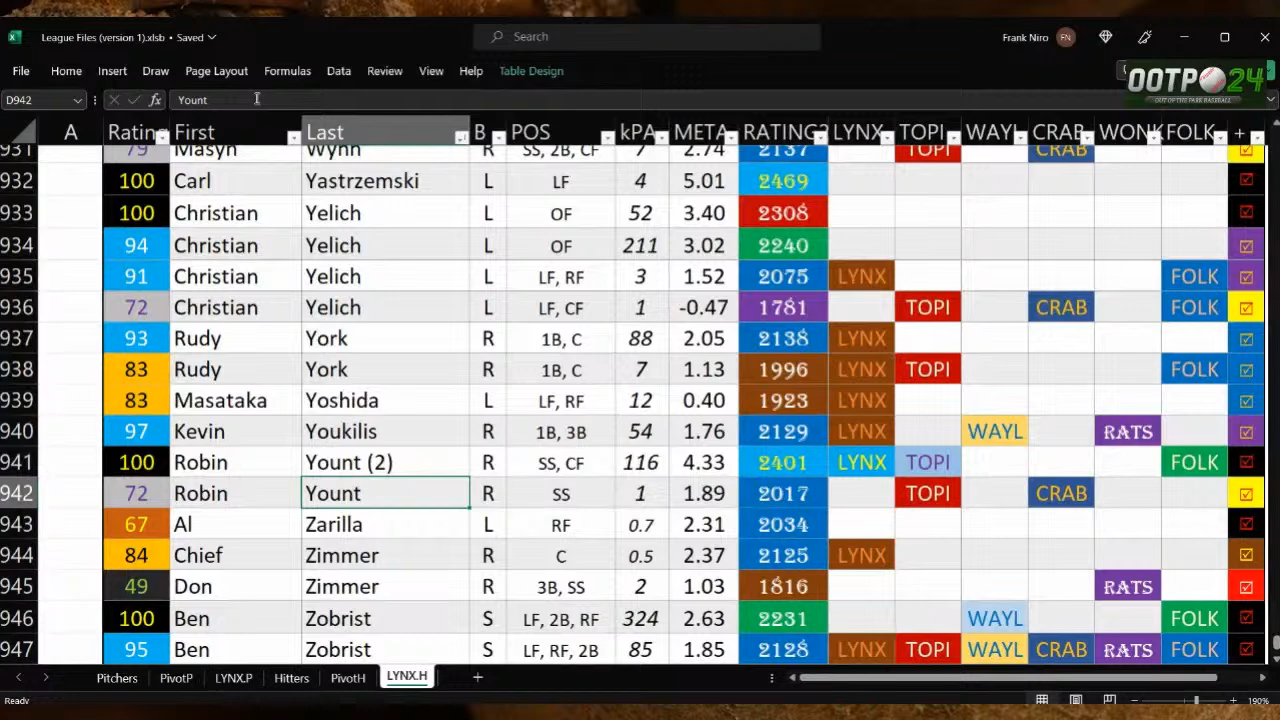 League Files (version 1).xlsb • Saved
Search
Frank Niro FN
File Home Insert Draw Page Layout Formulas Data Review View Help Table Design
OOTP 24
OUT OF THE PARK BASEBALL
D942 fx Yount
A Rating First Last B POS kPA META RATING LYNX TOPI WAYL CRAB WONK FOLK +
931 79 Masyn Wynn R SS, 2B, CF 7 2.74 2137 TOPI CRAB
932 100 Carl Yastrzemski L LF 4 5.01 2469
933 100 Christian Yelich L OF 52 3.40 2308
934 94 Christian Yelich L OF 211 3.02 2240
935 91 Christian Yelich L LF, RF 3 1.52 2075 LYNX FOLK
936 72 Christian Yelich L LF, CF 1 -0.47 1781 TOPI CRAB FOLK
937 93 Rudy York R 1B, C 88 2.05 2138 LYNX
938 83 Rudy York R 1B, C 7 1.13 1996 LYNX TOPI FOLK
939 83 Masataka Yoshida L LF, RF 12 0.40 1923 LYNX
940 97 Kevin Youkilis R 1B, 3B 54 1.76 2129 LYNX WAYL RATS
941 100 Robin Yount (2) R SS, CF 116 4.33 2401 LYNX TOPI FOLK
942 72 Robin Yount R SS 1 1.89 2017 TOPI CRAB
943 67 Al Zarilla L RF 0.7 2.31 2034
944 84 Chief Zimmer R C 0.5 2.37 2125 LYNX
945 49 Don Zimmer R 3B, SS 2 1.03 1816 RATS
946 100 Ben Zobrist S LF, 2B, RF 324 2.63 2231 WAYL FOLK
947 95 Ben Zobrist S LF, RF, 2B 85 1.85 2128 LYNX TOPI WAYL CRAB RATS FOLK
Pitchers PivotP LYNX.P Hitters PivotH LYNX.H +
Ready
190%